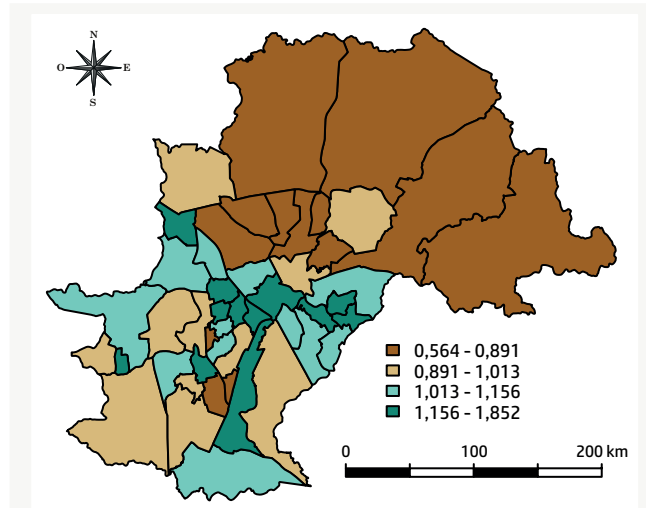 N
O E
S
0,564 - 0,891
0,891 - 1,013
1,013 - 1,156
1,156 - 1,852
0 100 200 km